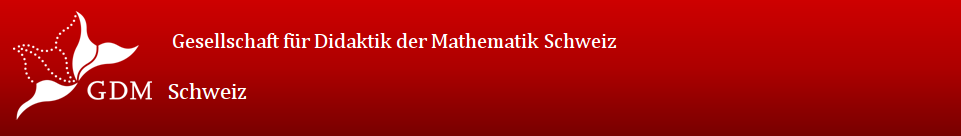 Gesellschaft für Didaktik der Mathematik Schweiz
GDM Schweiz